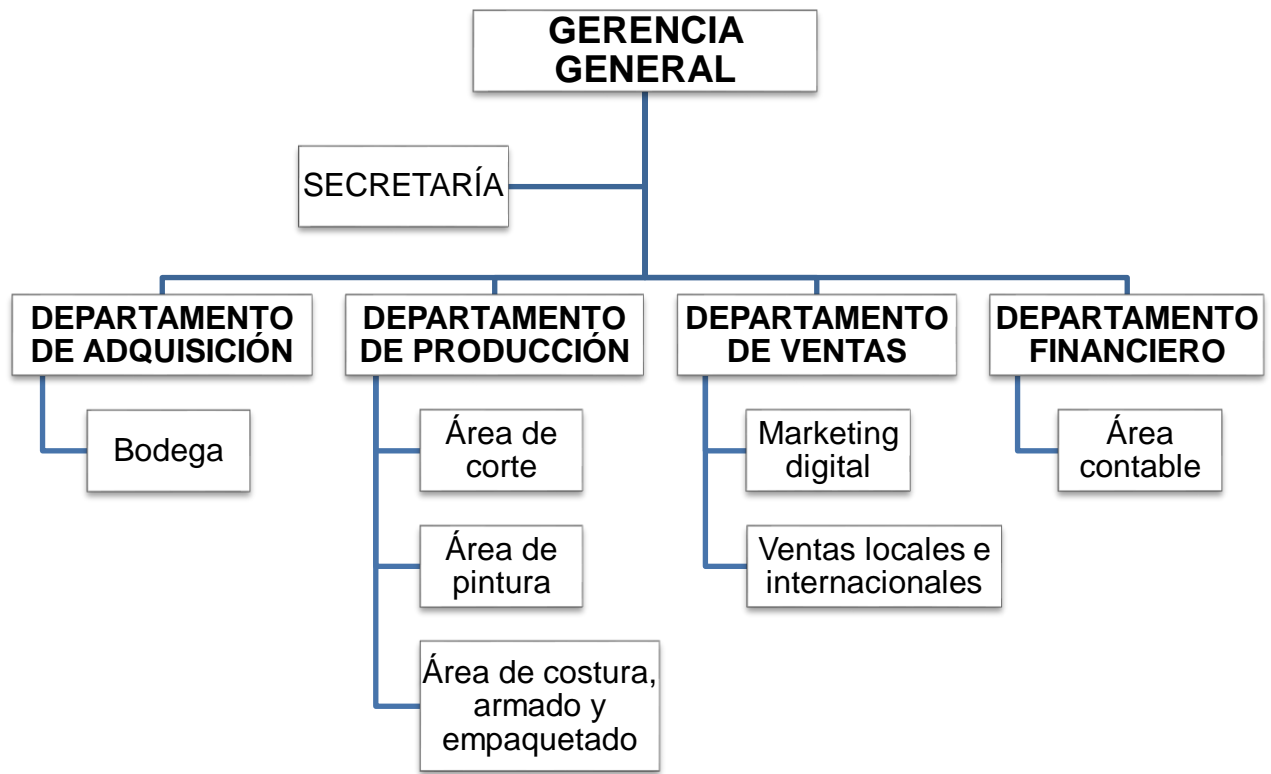 GERENCIA
GENERAL
SECRETARÍA
DEPARTAMENTO
DE ADQUISICIÓN
Bodega
DEPARTAMENTO
DE PRODUCCIÓN
Área de
corte
Área de
pintura
Área de costura,
armado y
empaquetado
DEPARTAMENTO
DE VENTAS
Marketing
digital
Ventas locales e
internacionales
DEPARTAMENTO
FINANCIERO
Área
contable